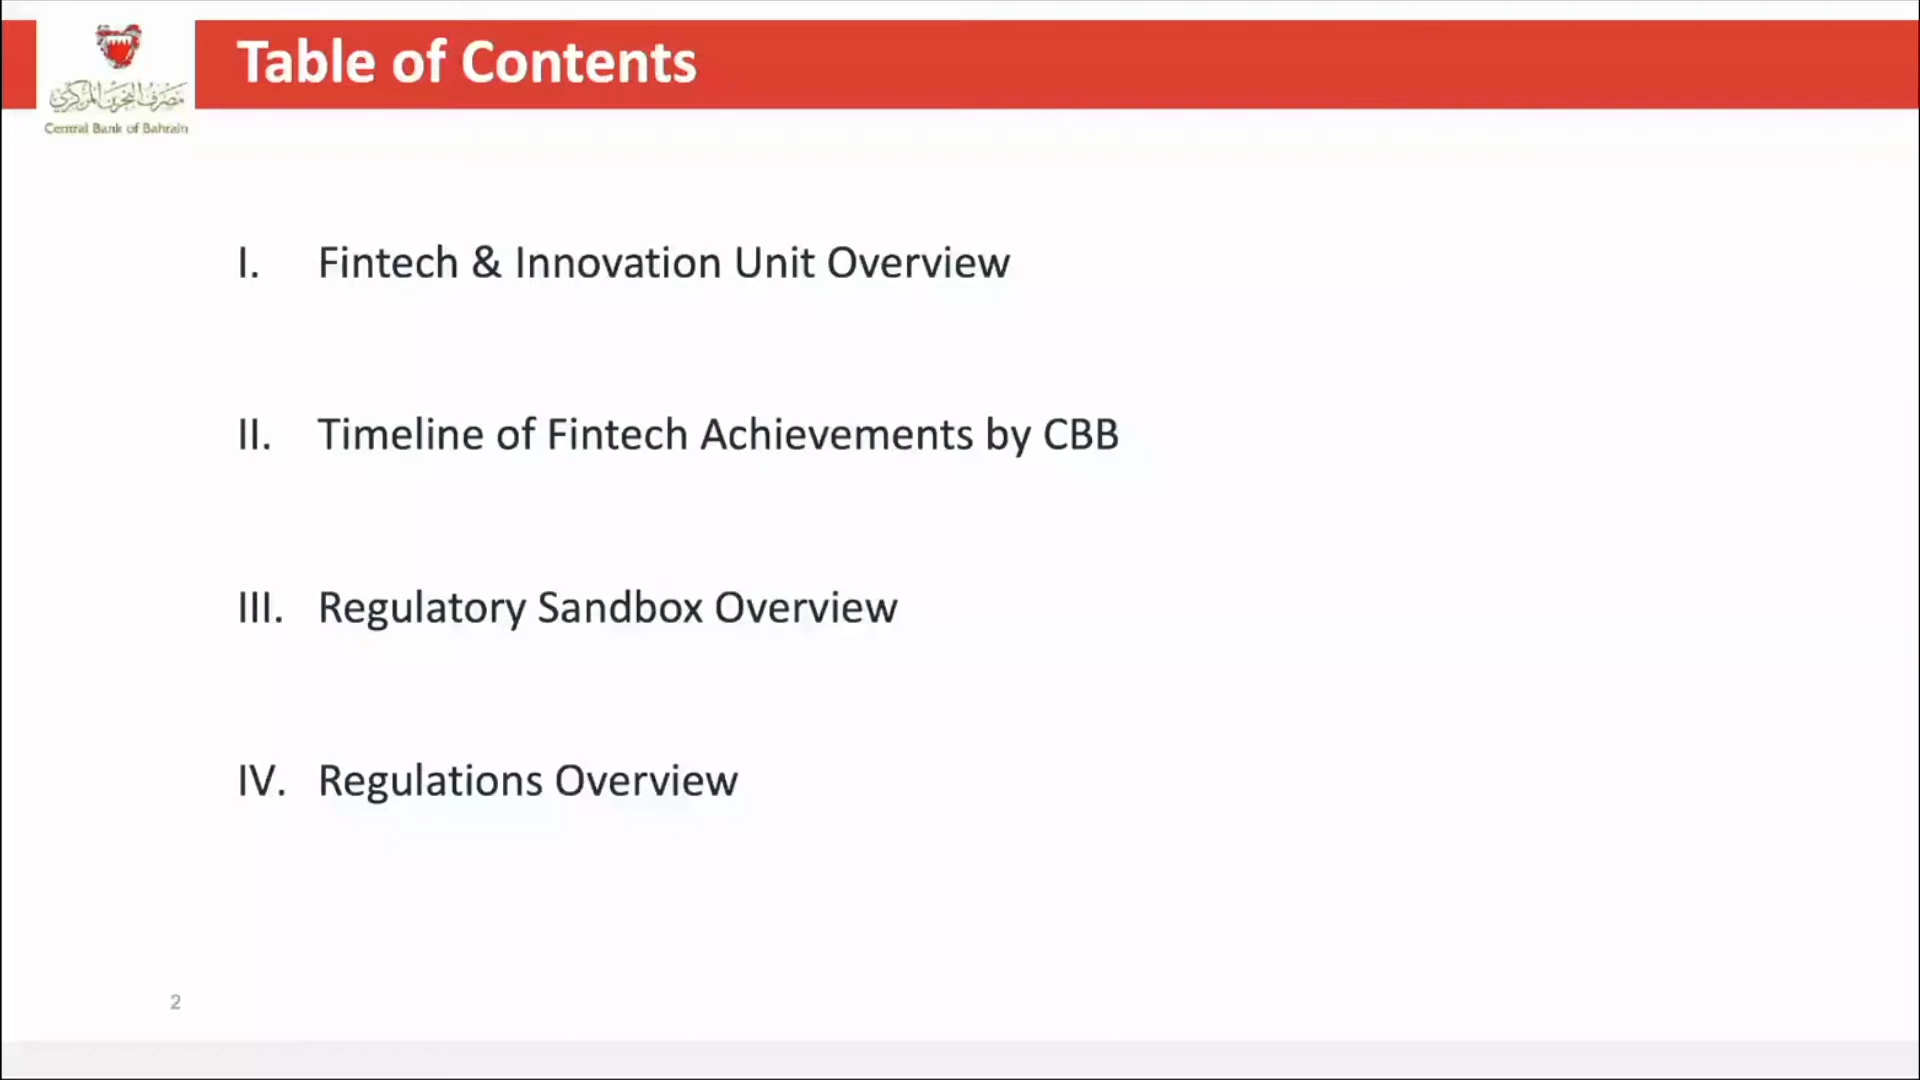 Table of Contents
مصرف البحرين المركزي
Central Bank of Bahrain
I. Fintech & Innovation Unit Overview
II. Timeline of Fintech Achievements by CBB
III. Regulatory Sandbox Overview
IV. Regulations Overview
2